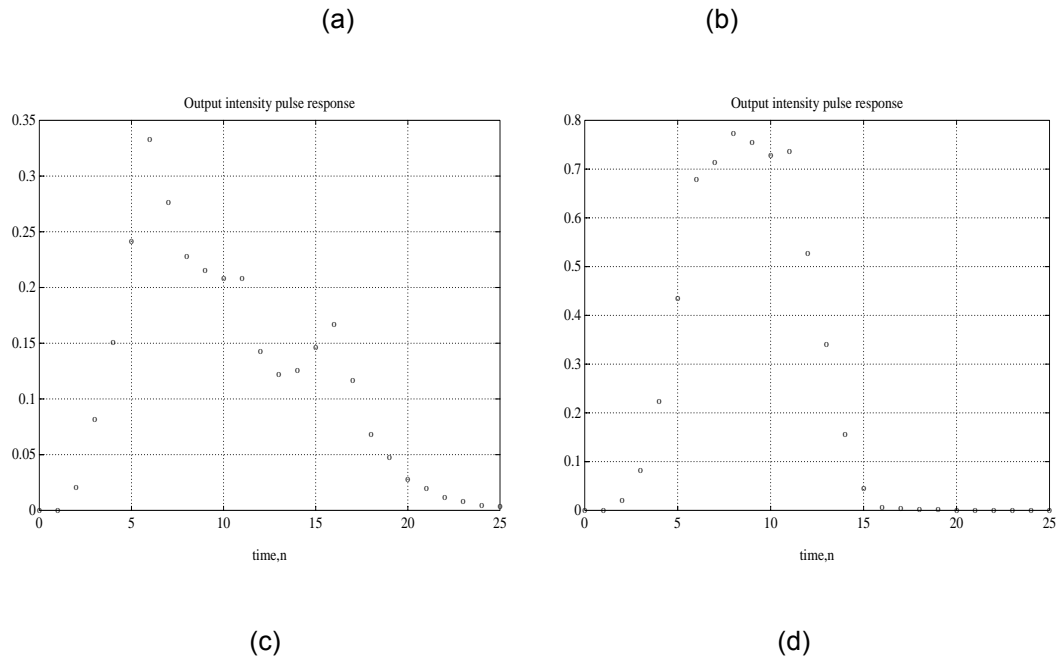 (a) (b)
Output intensity pulse response
0.35
0.3
0.25
0.2
0.15
0.1
0.05
0
0 5 10 15 20 25
time,n
Output intensity pulse response
0.8
0.7
0.6
0.5
0.4
0.3
0.2
0.1
0
0 5 10 15 20 25
time,n
(c) (d)